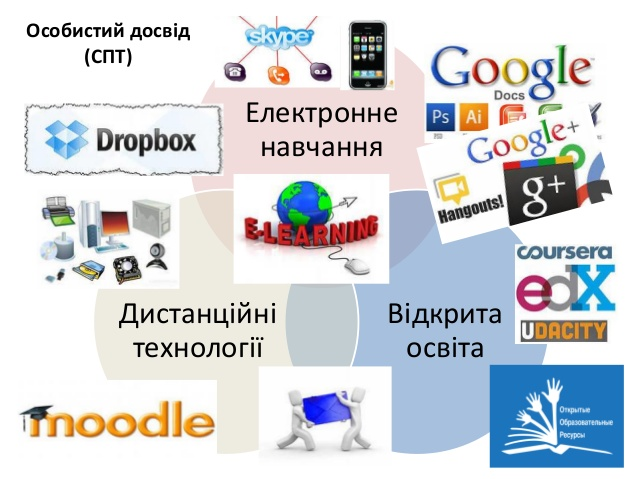 Особистий досвід
(СПТ)
skype
Google
Docs
Ps Ai
Електронне
навчання
Dropbox
Google+
Hangouts!
g+
E-LEARNING
coursera
edX
UDACITY
Дистанційні
технології
Відкрита
освіта
moodle
Открытые
Образовательные
Ресурсы